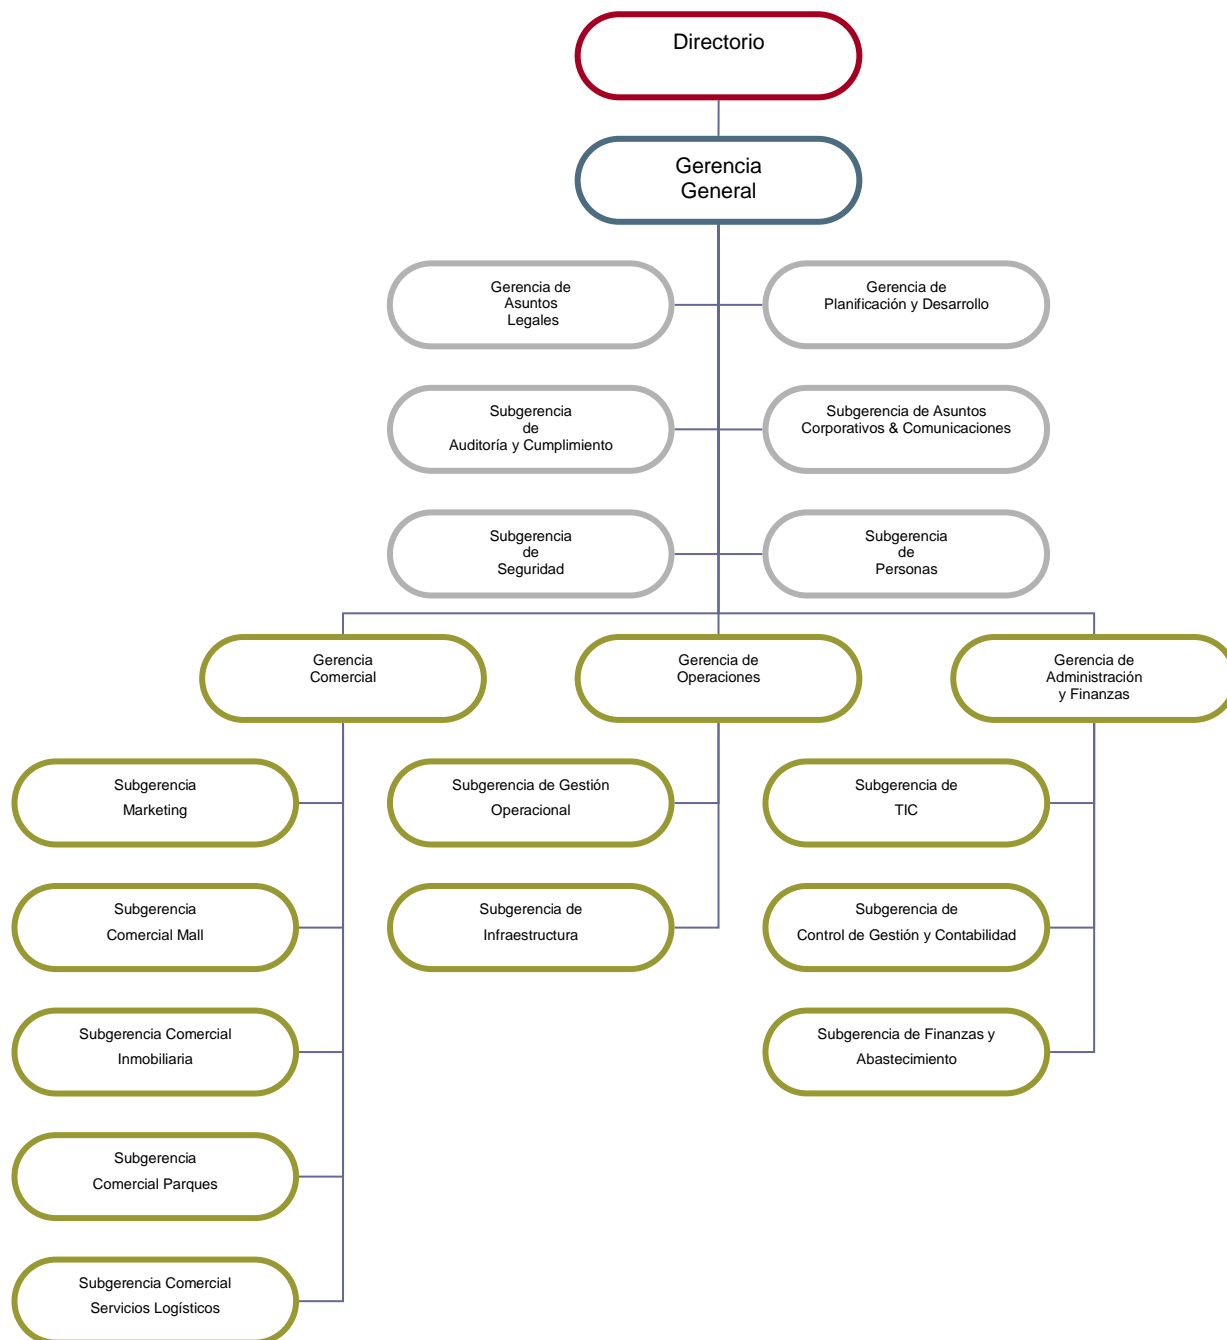 Directorio
Gerencia
General
Gerencia de
Asuntos
Legales
Gerencia de
Planificación y Desarrollo
Subgerencia
de
Auditoría y Cumplimiento
Subgerencia de Asuntos
Corporativos & Comunicaciones
Subgerencia
de
Seguridad
Subgerencia
de
Personas
Gerencia
Comercial
Gerencia de
Operaciones
Gerencia de
Administración
y Finanzas
Subgerencia
Marketing
Subgerencia de Gestión
Operacional
Subgerencia de
TIC
Subgerencia
Comercial Mall
Subgerencia de
Infraestructura
Subgerencia de
Control de Gestión y Contabilidad
Subgerencia Comercial
Inmobiliaria
Subgerencia de Finanzas y
Abastecimiento
Subgerencia
Comercial Parques
Subgerencia Comercial
Servicios Logísticos